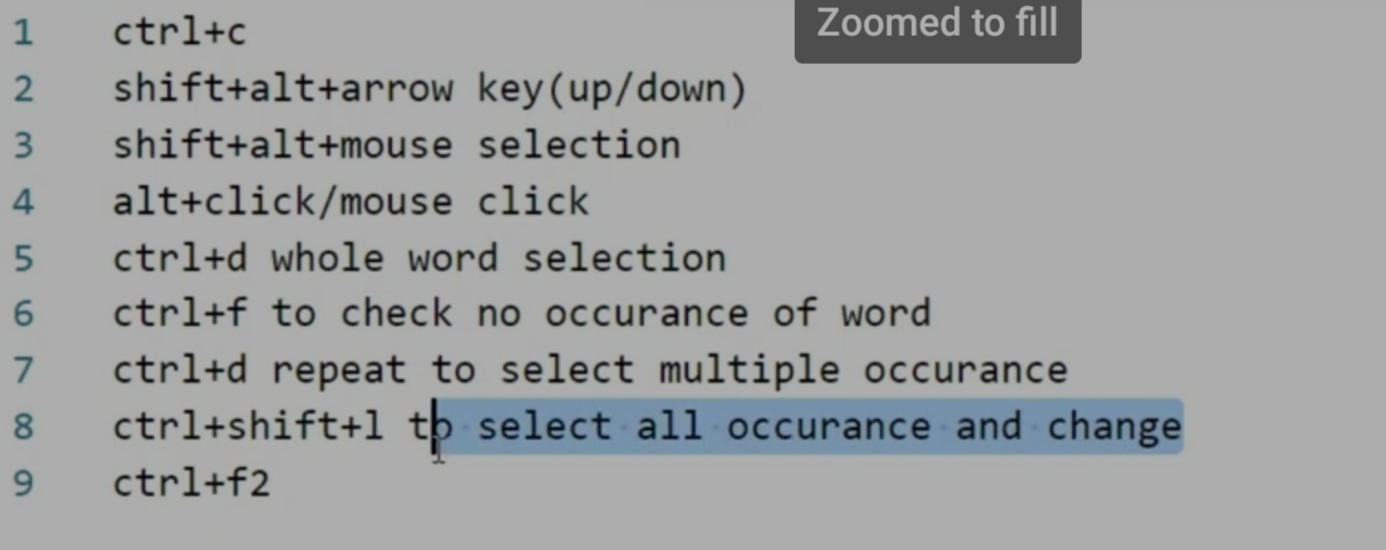 Zoomed to fill
1 ctrl+c
2 shift+alt+arrow key(up/down)
3 shift+alt+mouse selection
4 alt+click/mouse click
5 ctrl+d whole word selection
6 ctrl+f to check no occurance of word
7 ctrl+d repeat to select multiple occurance
8 ctrl+shift+l to select all occurance and change
9 ctrl+f2